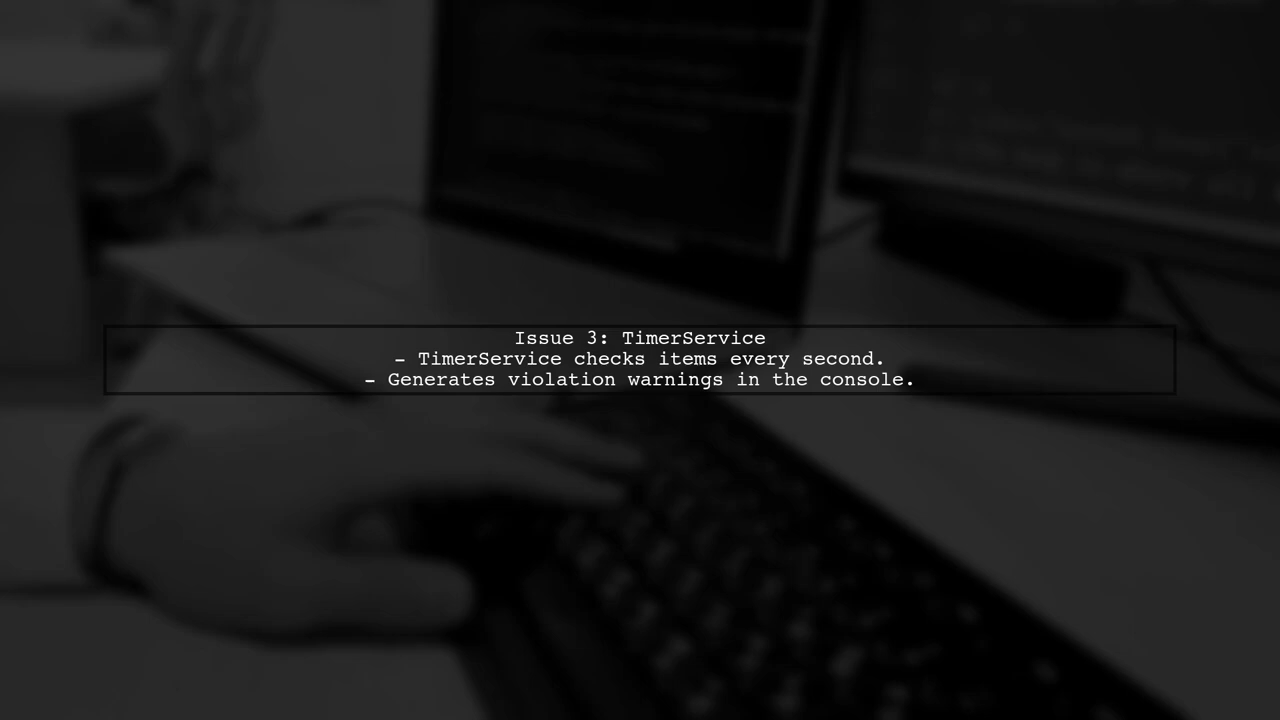 Issue 3: TimerService
– TimerService checks items every second.
– Generates violation warnings in the console.